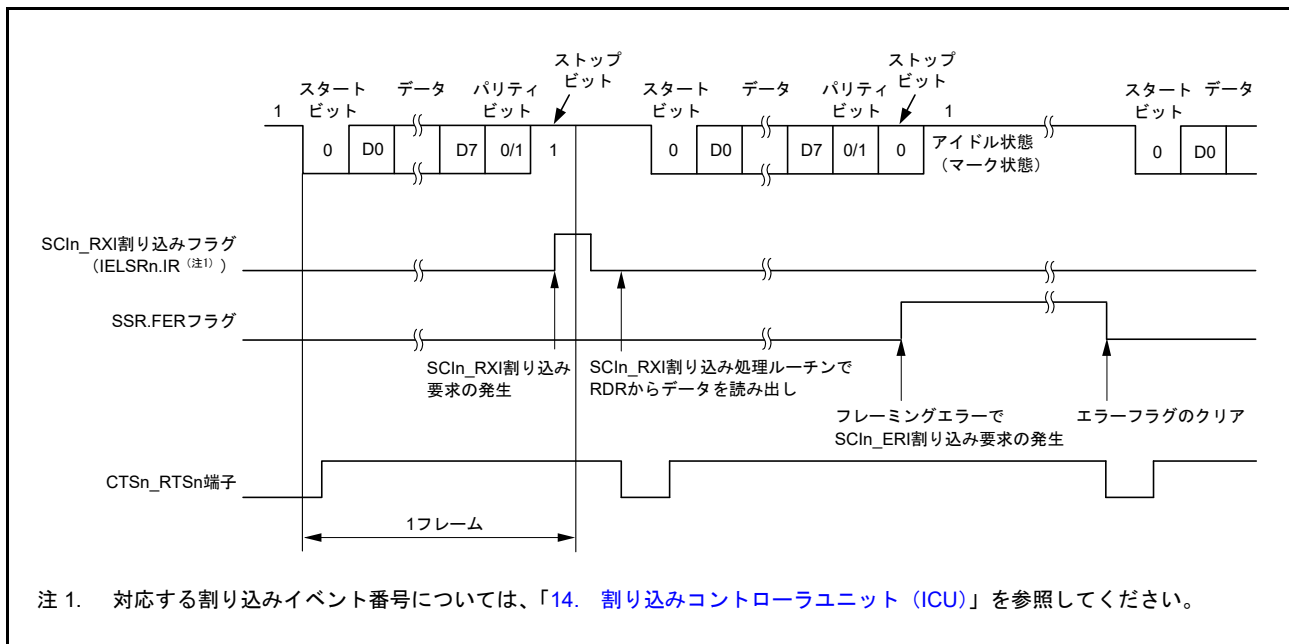 ストップ
ビット
ストップ
ビット
スタート
ビット
データ
パリティ
ビット
スタート
ビット
データ
パリティ
ビット
スタート
ビット
データ
1
1
0
D0
D7
0/1
1
0
D0
D7
0/1
0
アイドル状態
（マーク状態）
0
D0
SCIn_RXI割り込みフラグ
（IELSRn.IR（注1））
SSR.FERフラグ
SCIn_RXI割り込み
要求の発生
SCIn_RXI割り込み処理ルーチンで
RDRからデータを読み出し
フレーミングエラーで
SCIn_ERI割り込み要求の発生
エラーフラグのクリア
CTSn_RTSn端子
1フレーム
注 1. 対応する割り込みイベント番号については、「14. 割り込みコントローラユニット（ICU）」を参照してください。